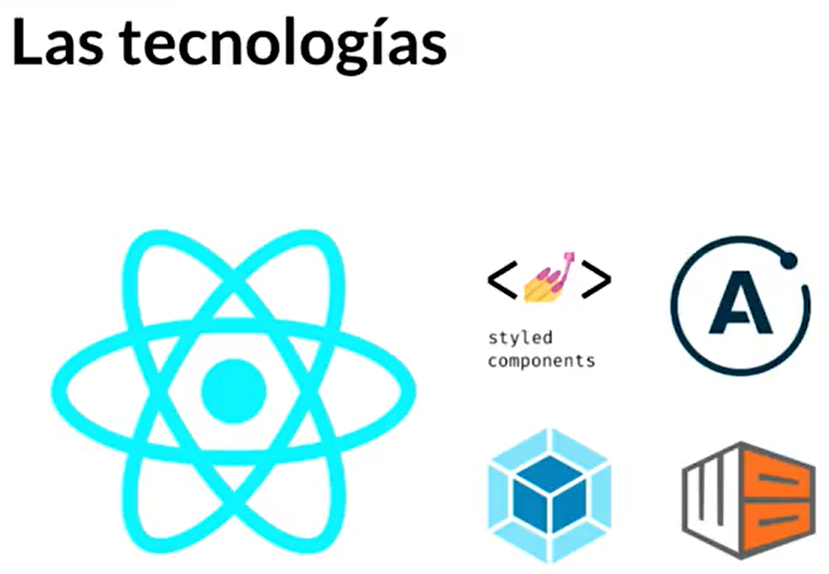 Las tecnologías
< >
styled
components
A
W B